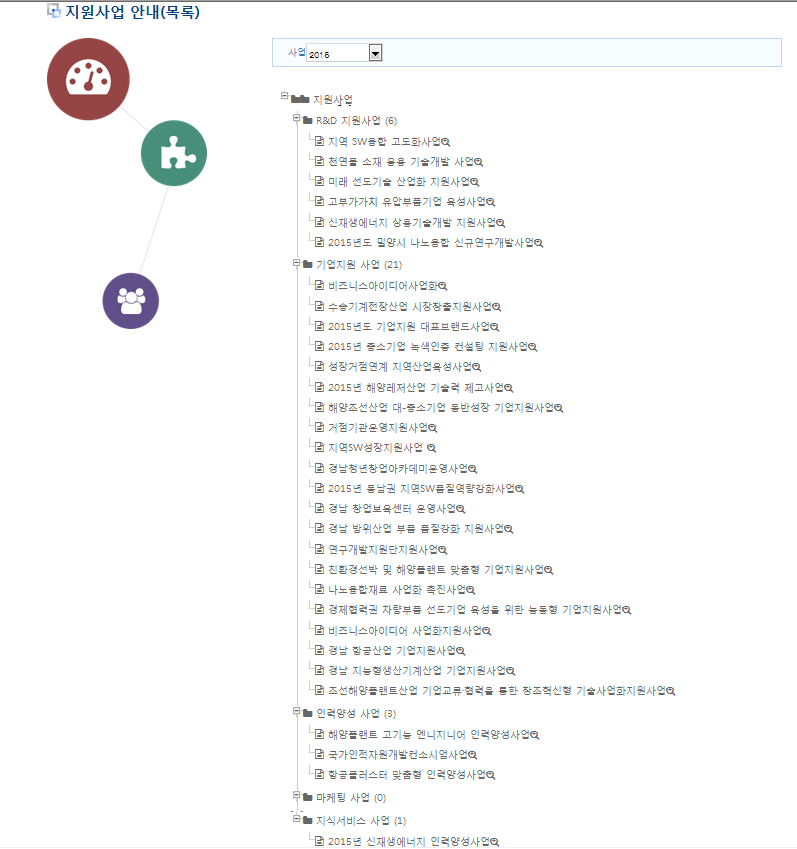 지원사업 안내(목록)
사업 2016
지원사업
R&D 지원사업 (6)
지역 SW융합 고도화사업
천연물 소재 응용 기술개발 사업
미래 선도기술 산업화 지원사업
고부가가치 유압부품기업 육성사업
신재생에너지 상용기술개발 지원사업
2015년도 밀양시 나노융합 신규연구개발사업
기업지원 사업 (21)
비즈니스아이디어사업화
수송기계전장산업 시장창출지원사업
2015년도 기업지원 대표브랜드사업
2015년 중소기업 녹색인증 컨설팅 지원사업
성장거점연계 지역산업육성사업
2015년 해양레저산업 기술력 제고사업
해양조선산업 대-중소기업 동반성장 기업지원사업
거점기관운영지원사업
지역SW성장지원사업
경남청년창업아카데미운영사업
2015년 동남권 지역SW품질역량강화사업
경남 창업보육센터 운영사업
경남 방위산업 부품 품질강화 지원사업
연구개발지원단지원사업
친환경선박 및 해양플랜트 맞춤형 기업지원사업
나노융합재료 사업화 촉진사업
경제협력권 차량부품 선도기업 육성을 위한 능동형 기업지원사업
비즈니스아이디어 사업화지원사업
경남 항공산업 기업지원사업
경남 지능형생산기계산업 기업지원사업
조선해양플랜트산업 기업교류·협력을 통한 창조혁신형 기술사업화지원사업
인력양성 사업 (3)
해양플랜트 고기능 엔니지니어 인력양성사업
국가인적자원개발컨소시엄사업
항공클러스터 맞춤형 인력양성사업
마케팅 사업 (0)
지식서비스 사업 (1)
2015년 신재생에너지 인력양성사업